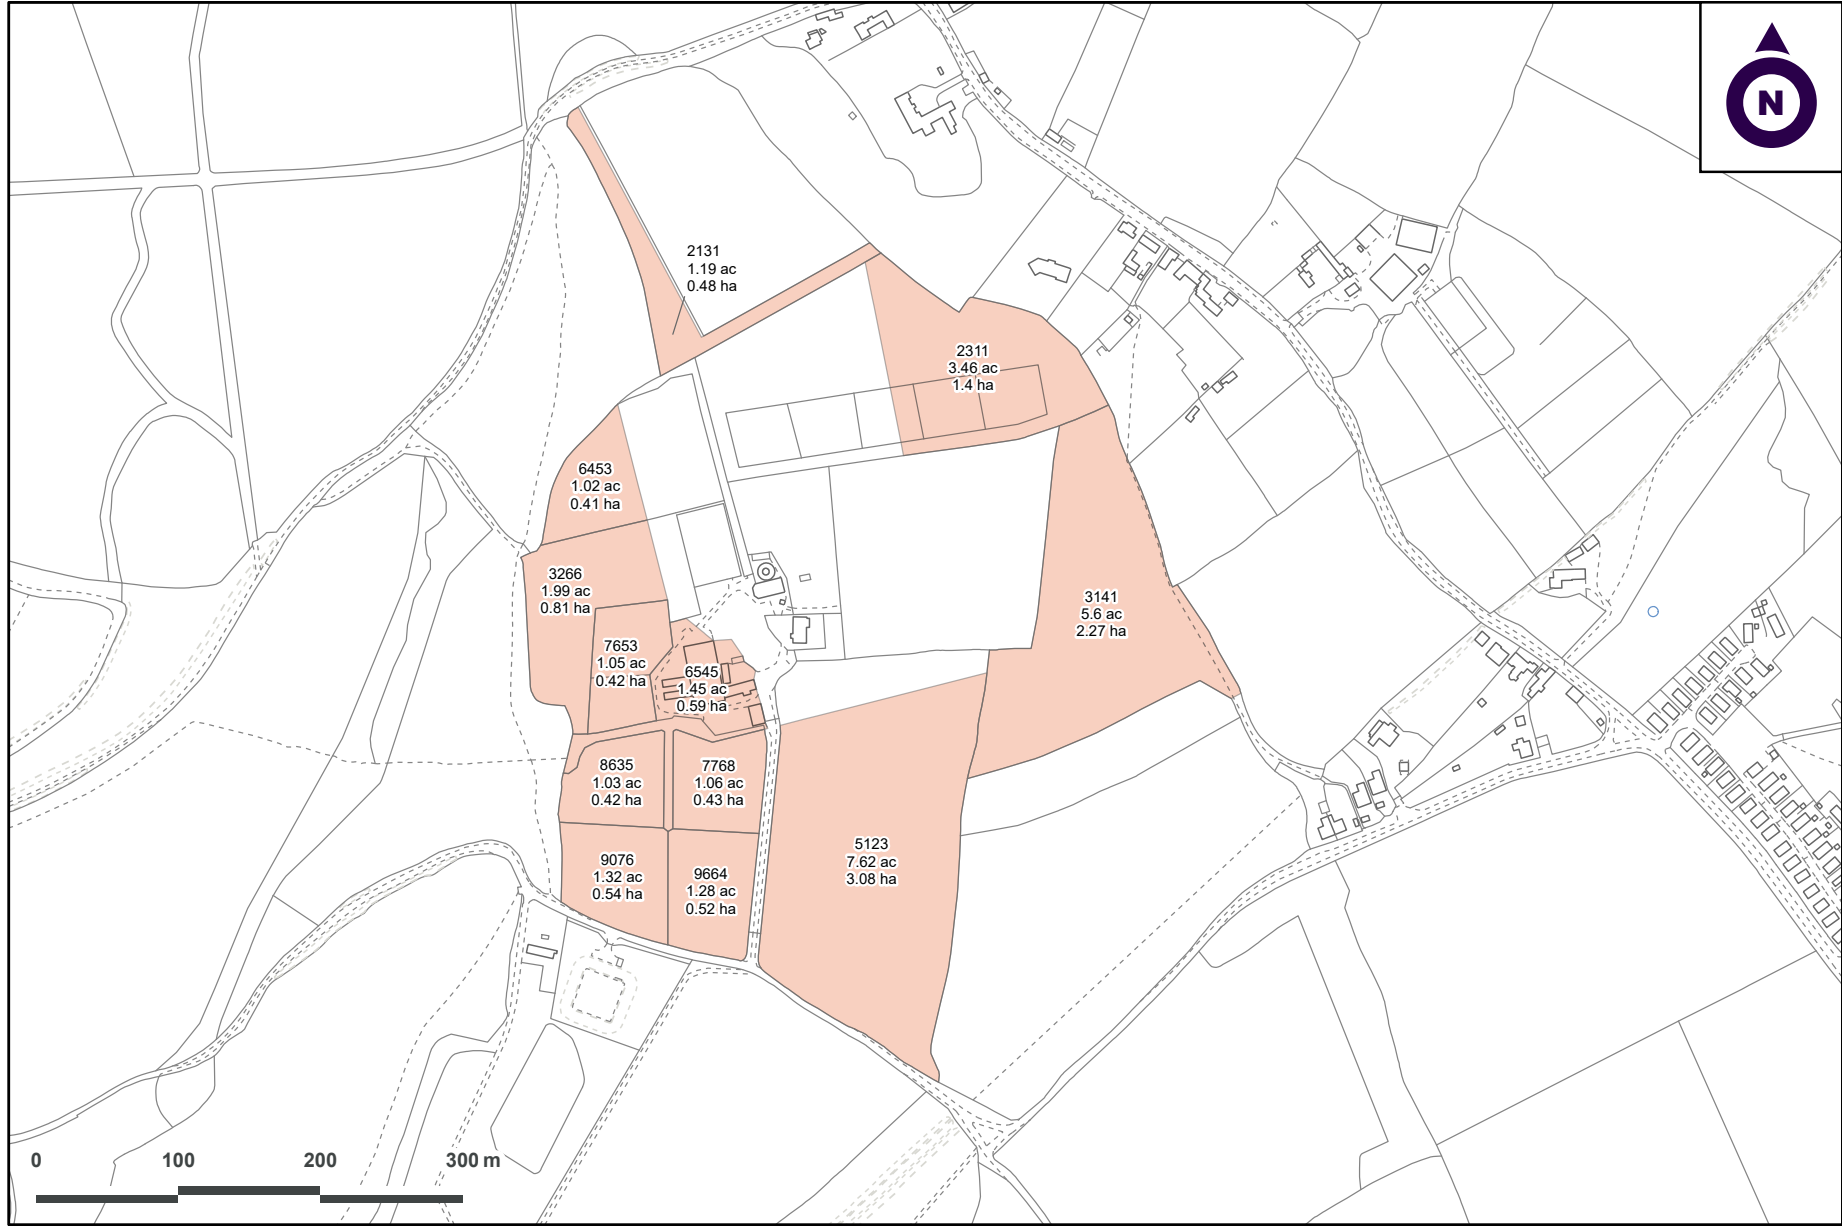 N
2131
1.19 ac
0.48 ha
2311
3.46 ac
1.4 ha
6453
1.02 ac
0.41 ha
3266
1.99 ac
0.81 ha
3141
5.6 ac
2.27 ha
7653
1.05 ac
0.42 ha
6545
1.45 ac
0.59 ha
8635
1.03 ac
0.42 ha
7768
1.06 ac
0.43 ha
5123
7.62 ac
3.08 ha
9076
1.32 ac
0.54 ha
9664
1.28 ac
0.52 ha
0 100 200 300 m